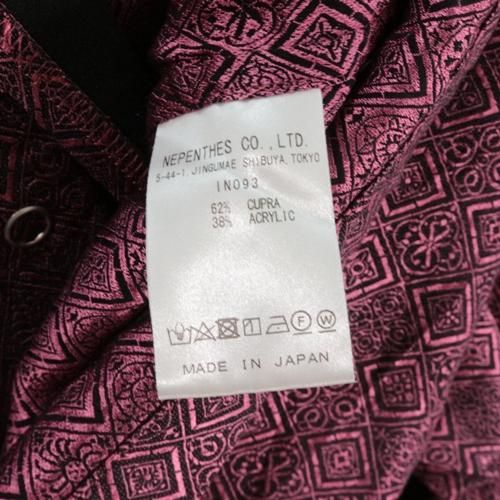 NEPENTHES CO.,LTD.
5-44-1, JINGUMAE SHIBUYA, TOKYO
IN093
62% CUPRA
38% ACRYLIC
MADE IN JAPAN